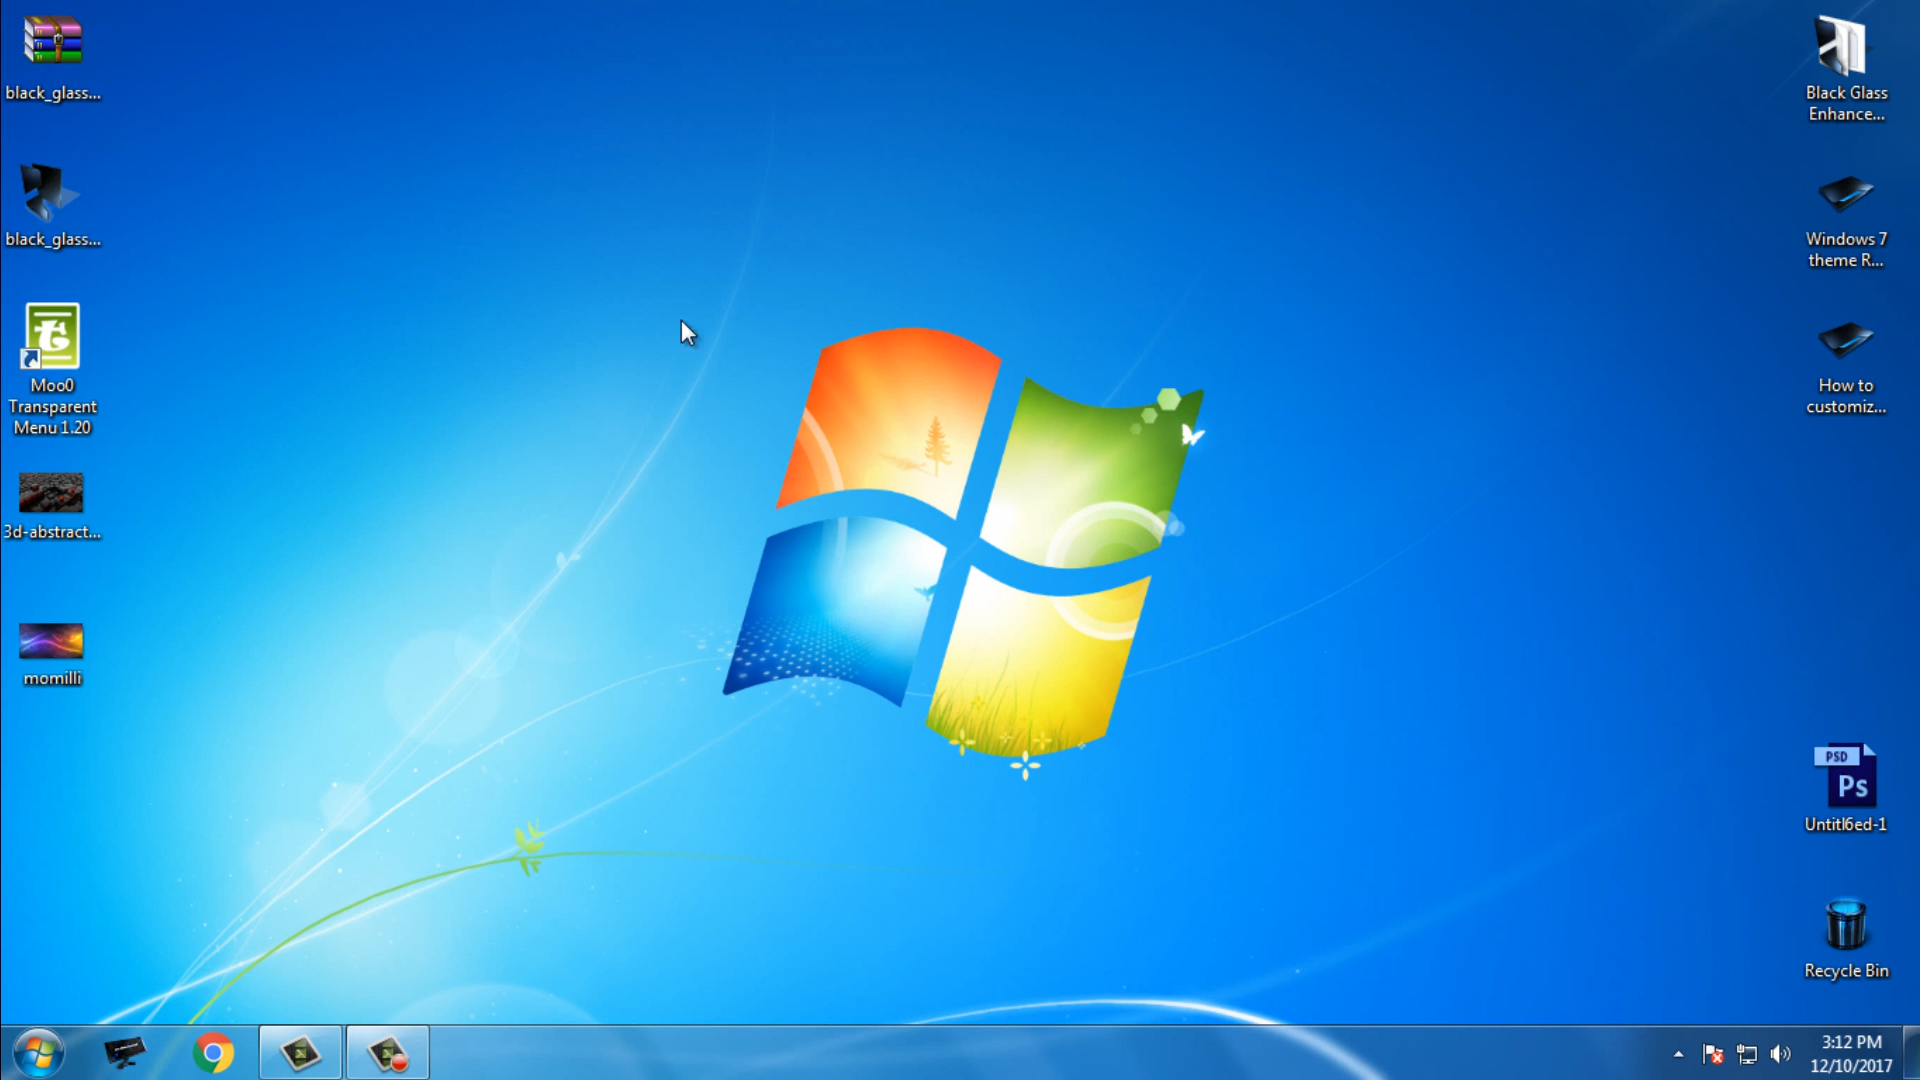 black_glass...
black_glass...
Moo0
Transparent
Menu 1.20
3d-abstract...
momilli
Black Glass
Enhance...
Windows 7
theme R...
How to
customiz...
PSD
Ps
Untitl6ed-1
Recycle Bin
3:12 PM
12/10/2017